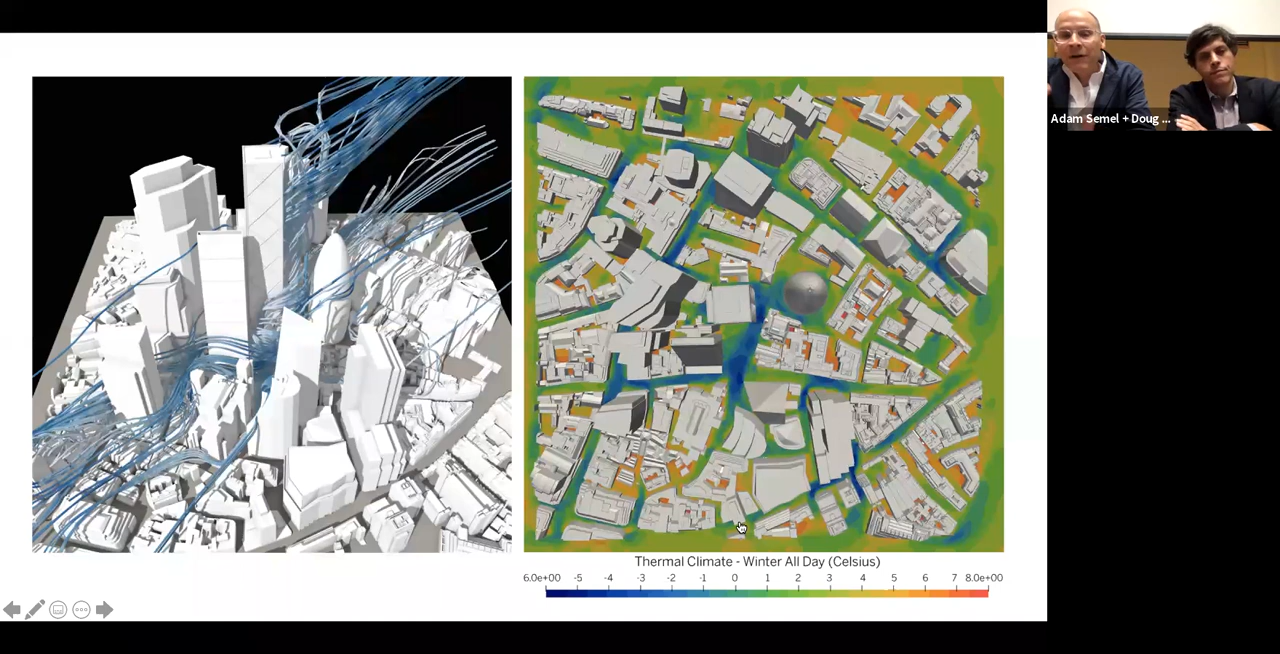 Adam Semel + Doug ...
Thermal Climate - Winter All Day (Celsius)
6.0e+00 -5 -4 -3 -2 -1 0 1 2 3 4 5 6 7 8.0e+00